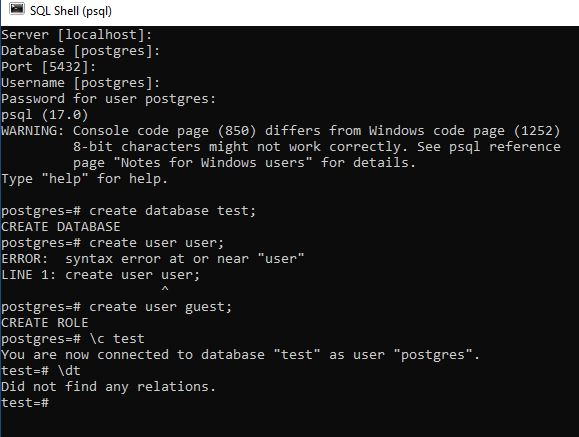 SQL Shell (psql)
Server [localhost]:
Database [postgres]:
Port [5432]:
Username [postgres]:
Password for user postgres:
psql (17.0)
WARNING: Console code page (850) differs from Windows code page (1252)
         8-bit characters might not work correctly. See psql reference
         page "Notes for Windows users" for details.
Type "help" for help.

postgres=# create database test;
CREATE DATABASE
postgres=# create user user;
ERROR:  syntax error at or near "user"
LINE 1: create user user;
                    ^
postgres=# create user guest;
CREATE ROLE
postgres=# \c test
You are now connected to database "test" as user "postgres".
test=# \dt
Did not find any relations.
test=#